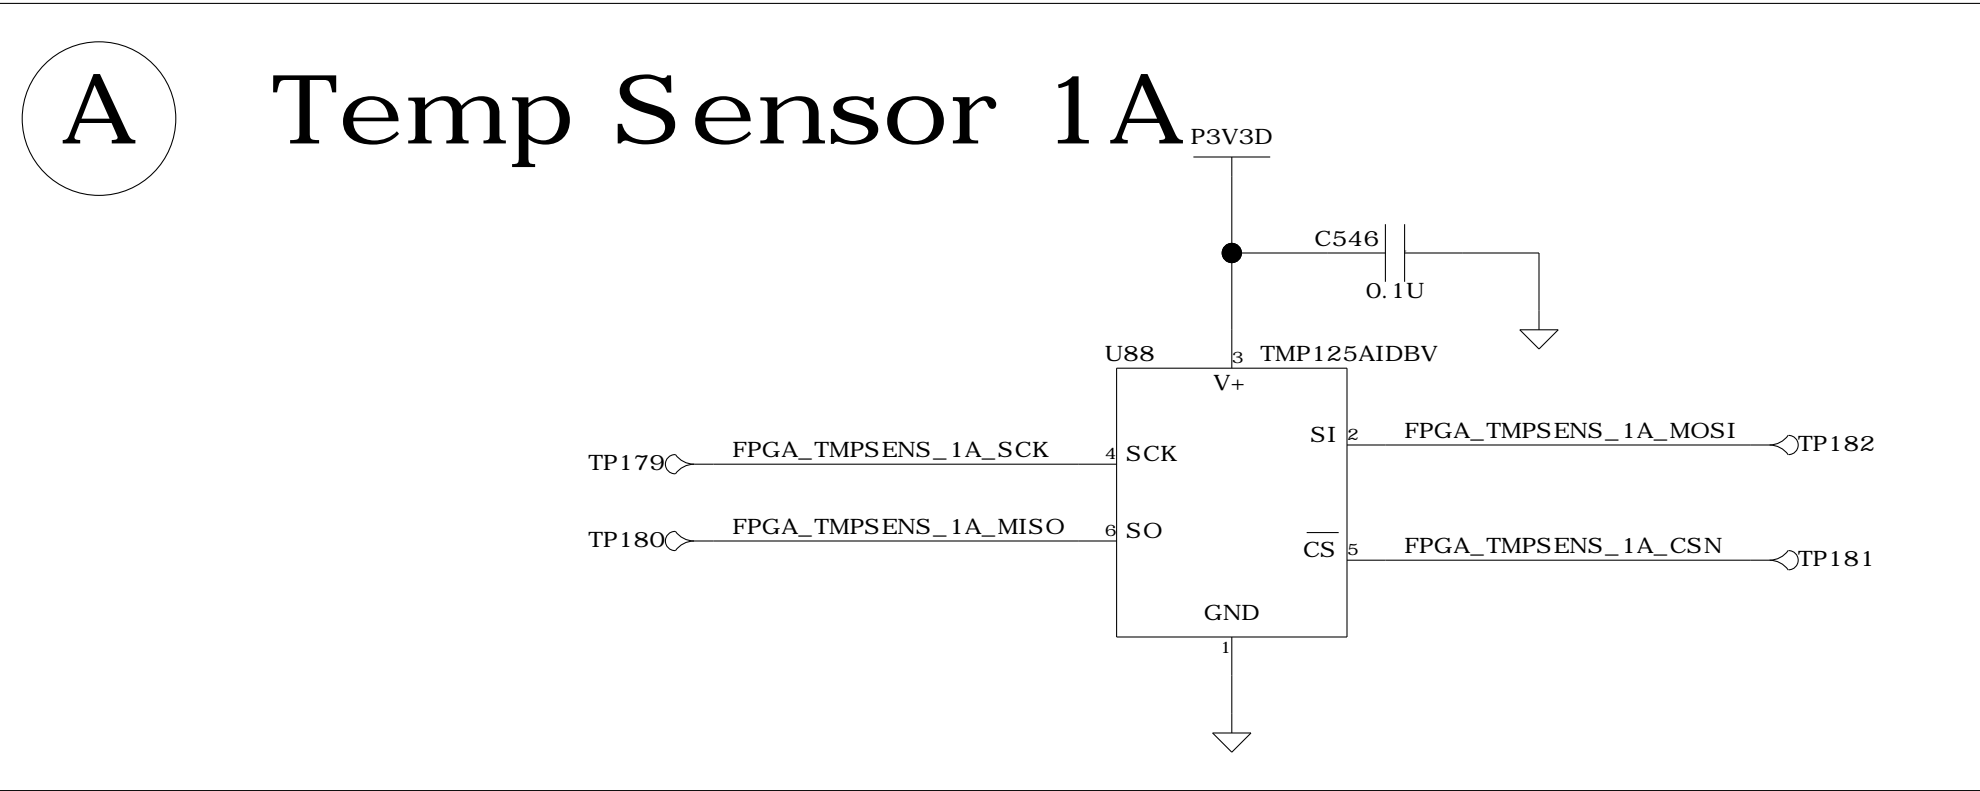 A
Temp Sensor 1A
P3V3D
C546
0.1U
U88
3
TMP125AIDBV
V+
SI
2
FPGA_TMPSENS_1A_MOSI
TP182
TP179
FPGA_TMPSENS_1A_SCK
4
SCK
TP180
FPGA_TMPSENS_1A_MISO
6
SO
CS
5
FPGA_TMPSENS_1A_CSN
TP181
GND
1